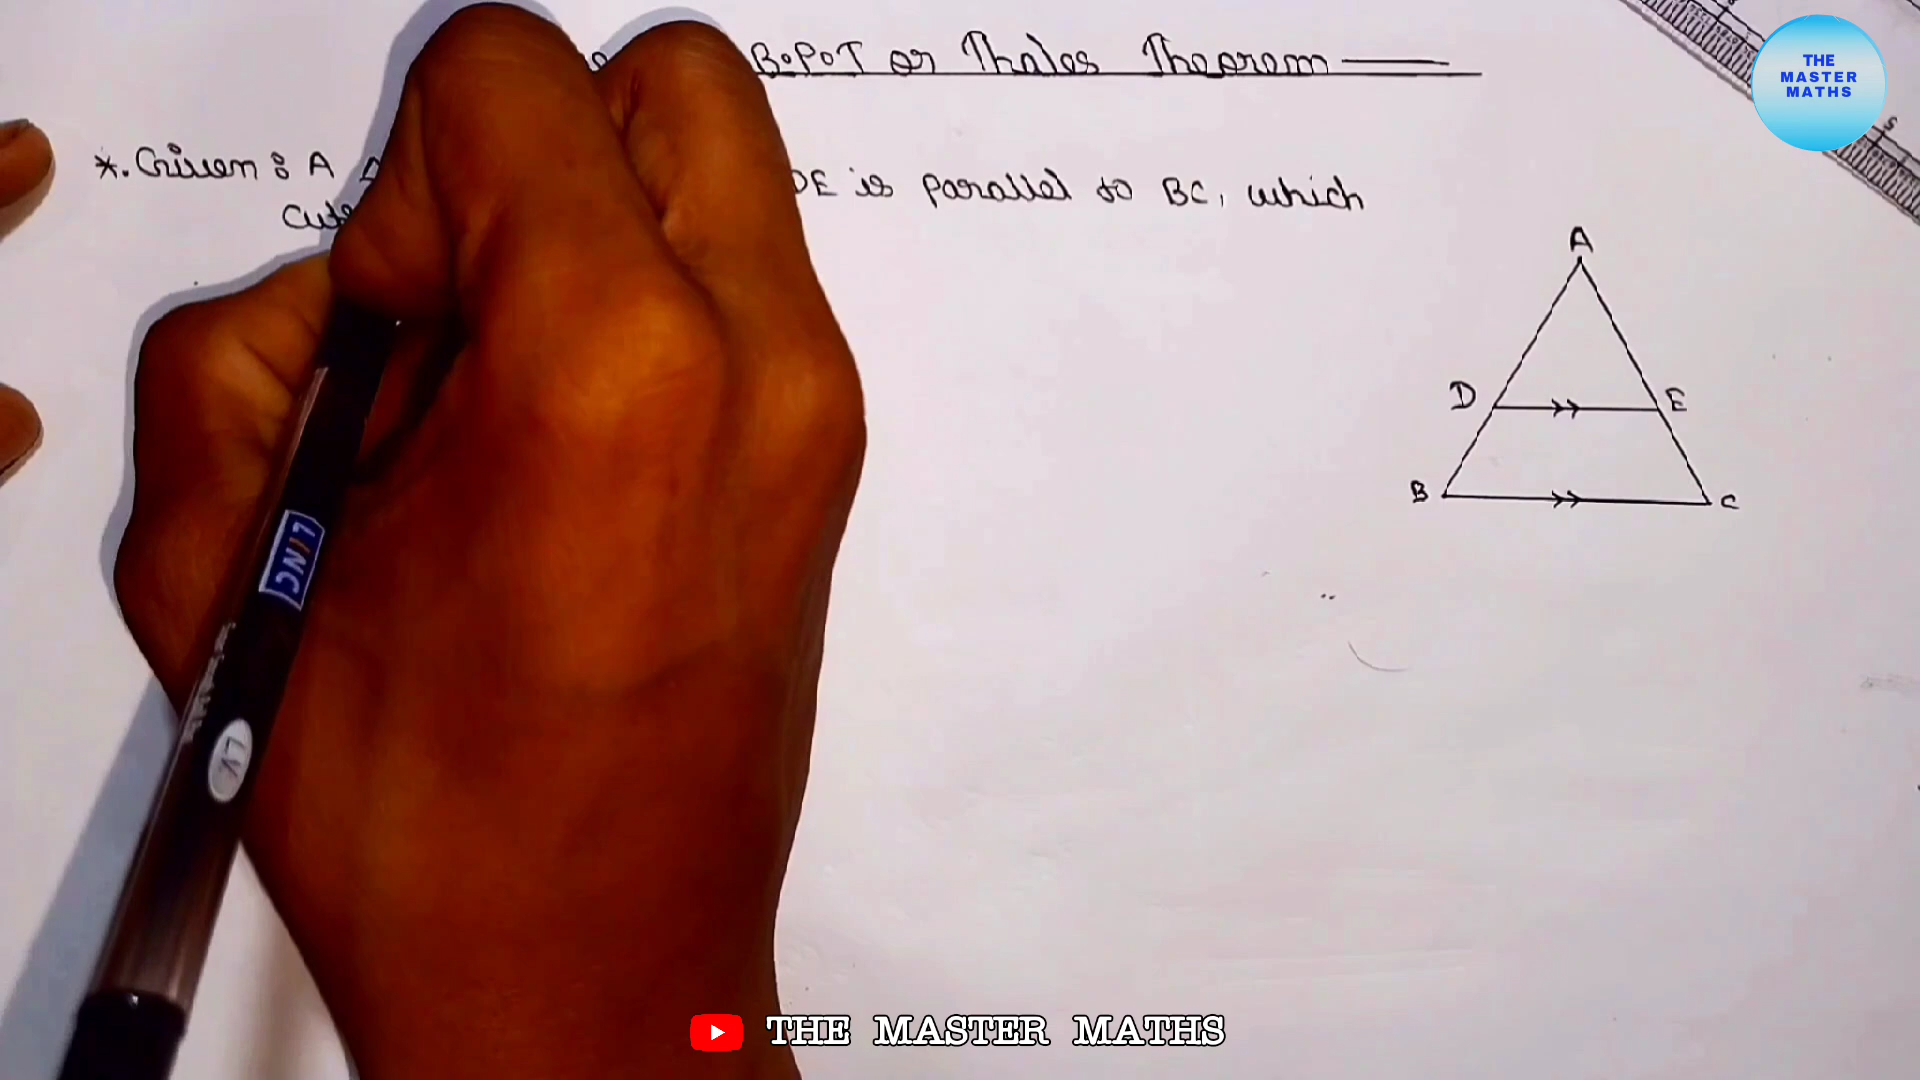 B.P.T or Thales Theorem
*. Given : A
DE is parallel to BC, which
A
D
E
B
C
LINC
THE
MASTER
MATHS
THE MASTER MATHS